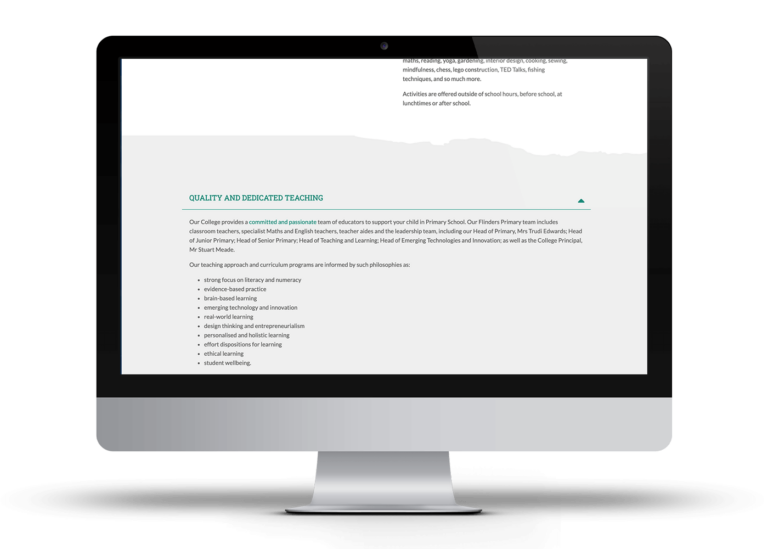 maths, reading, yoga, gardening, interior design, cooking, sewing,
mindfulness, chess, lego construction, TED Talks, fishing
techniques, and so much more.
Activities are offered outside of school hours, before school, at
lunchtimes or after school.
QUALITY AND DEDICATED TEACHING
Our College provides a committed and passionate team of educators to support your child in Primary School. Our Flinders Primary team includes
classroom teachers, specialist Maths and English teachers, teacher aides and the leadership team, including our Head of Primary, Mrs Trudi Edwards; Head
of Junior Primary; Head of Senior Primary; Head of Teaching and Learning; Head of Emerging Technologies and Innovation; as well as the College Principal,
Mr Stuart Meade.
Our teaching approach and curriculum programs are informed by such philosophies as:
• strong focus on literacy and numeracy
• evidence-based practice
• brain-based learning
• emerging technology and innovation
• real-world learning
• design thinking and entrepreneurialism
• personalised and holistic learning
• effort dispositions for learning
• ethical learning
• student wellbeing.